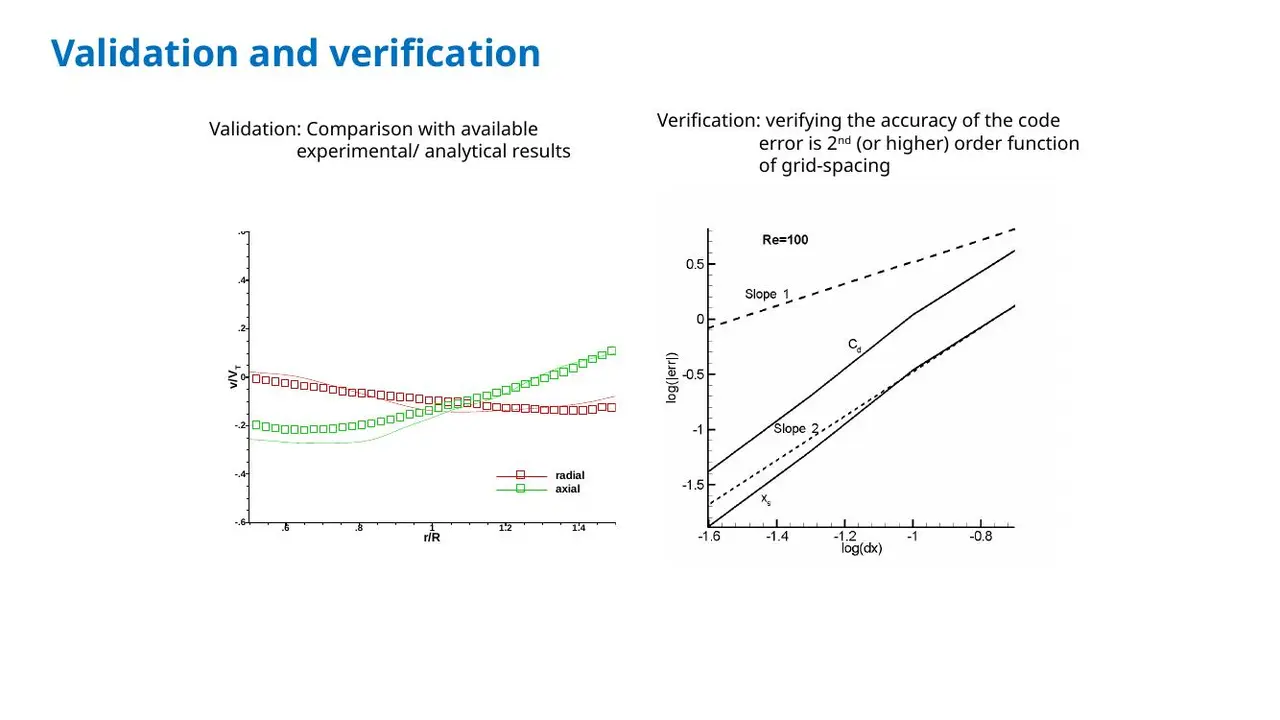 Validation and verification
Validation: Comparison with available
experimental/ analytical results
Verification: verifying the accuracy of the code
error is 2nd (or higher) order function
of grid-spacing
.4
.2
0
-.2
-.4
-.6
v/VT
.6
.8
1
1.2
1.4
r/R
radial
axial
Re=100
0.5
0
-0.5
-1
-1.5
log(|err|)
Slope 1
Cd
Slope 2
xs
-1.6
-1.4
-1.2
-1
-0.8
log(dx)